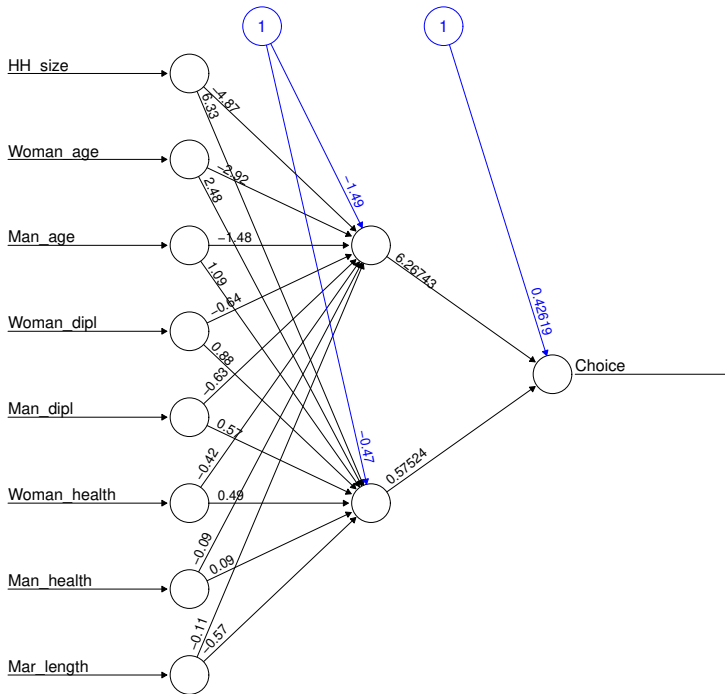 1
1
HH_size
−4.87
6.33
Woman_age
−2.92
2.48
−1.49
Man_age
−1.48
1.09
6.26743
0.42619
Woman_dipl
−0.64
0.88
Choice
Man_dipl
−0.63
0.57
−0.47
0.57524
Woman_health
−0.42
0.49
Man_health
−0.09
0.09
Mar_length
−0.11
−0.57